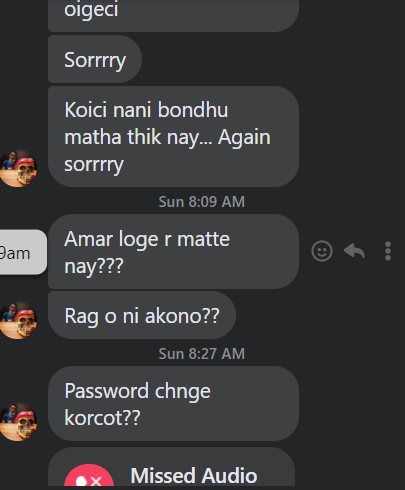 oigeci
Sorrrry
Koici nani bondhu
matha thik nay... Again
sorrrry
Sun 8:09 AM
9am
Amar loge r matte
nay???
Rag o ni akono??
Sun 8:27 AM
Password chnge
korcot??
Missed Audio